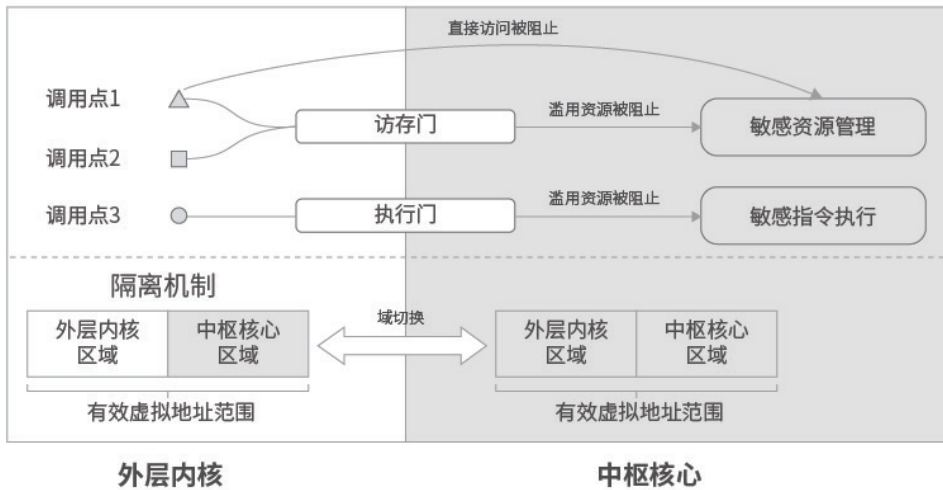 直接访问被阻止
调用点1
访存门
滥用资源被阻止
敏感资源管理
调用点2
调用点3
执行门
滥用资源被阻止
敏感指令执行
隔离机制
外层内核
区域
中枢核心
区域
域切换
外层内核
区域
中枢核心
区域
有效虚拟地址范围
有效虚拟地址范围
外层内核
中枢核心